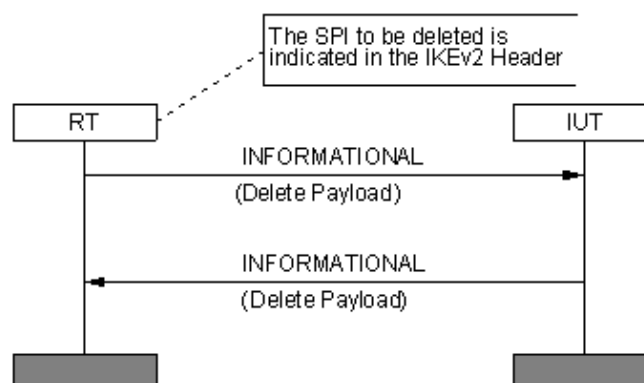 The SPI to be deleted is
indicated in the IKEv2 Header
RT
IUT
INFORMATIONAL
(Delete Payload)
INFORMATIONAL
(Delete Payload)